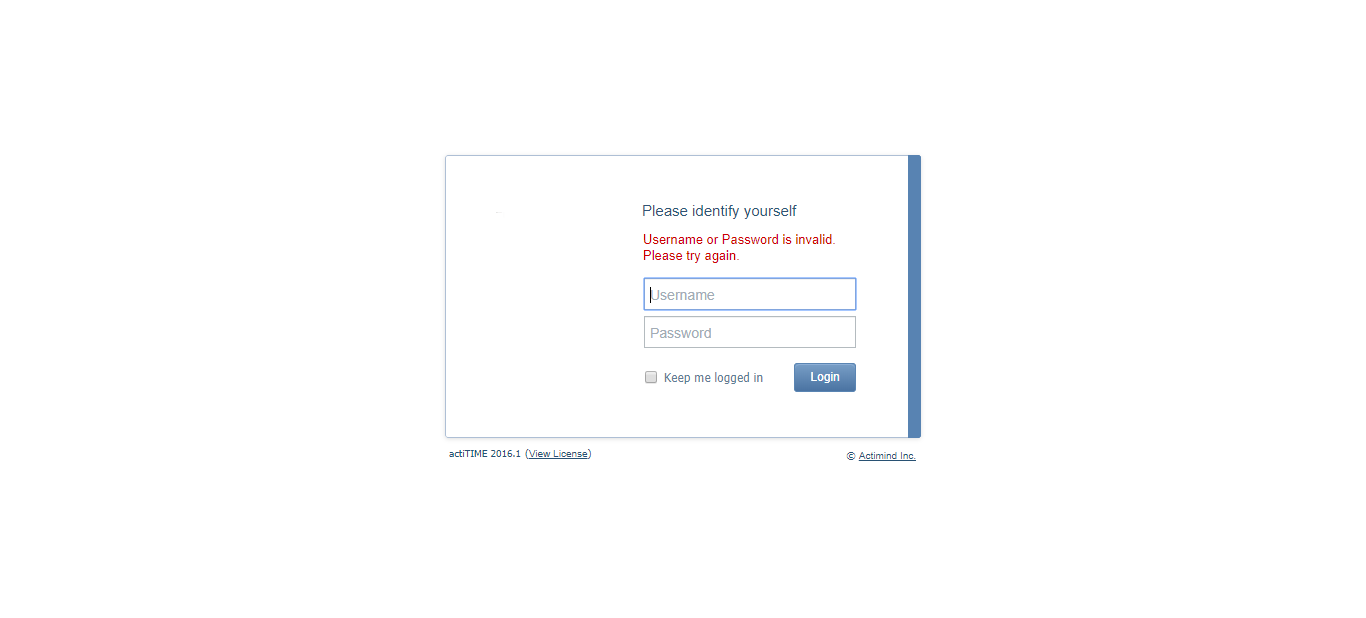 Please identify yourself
Username or Password is invalid.
Please try again.
Username
Password
Keep me logged in
Login
actiTIME 2016.1 (View License)
© Actimind Inc.